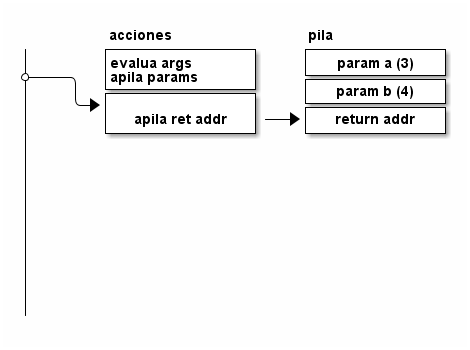 acciones
pila
evalua args
apila params
apila ret addr
param a (3)
param b (4)
return addr